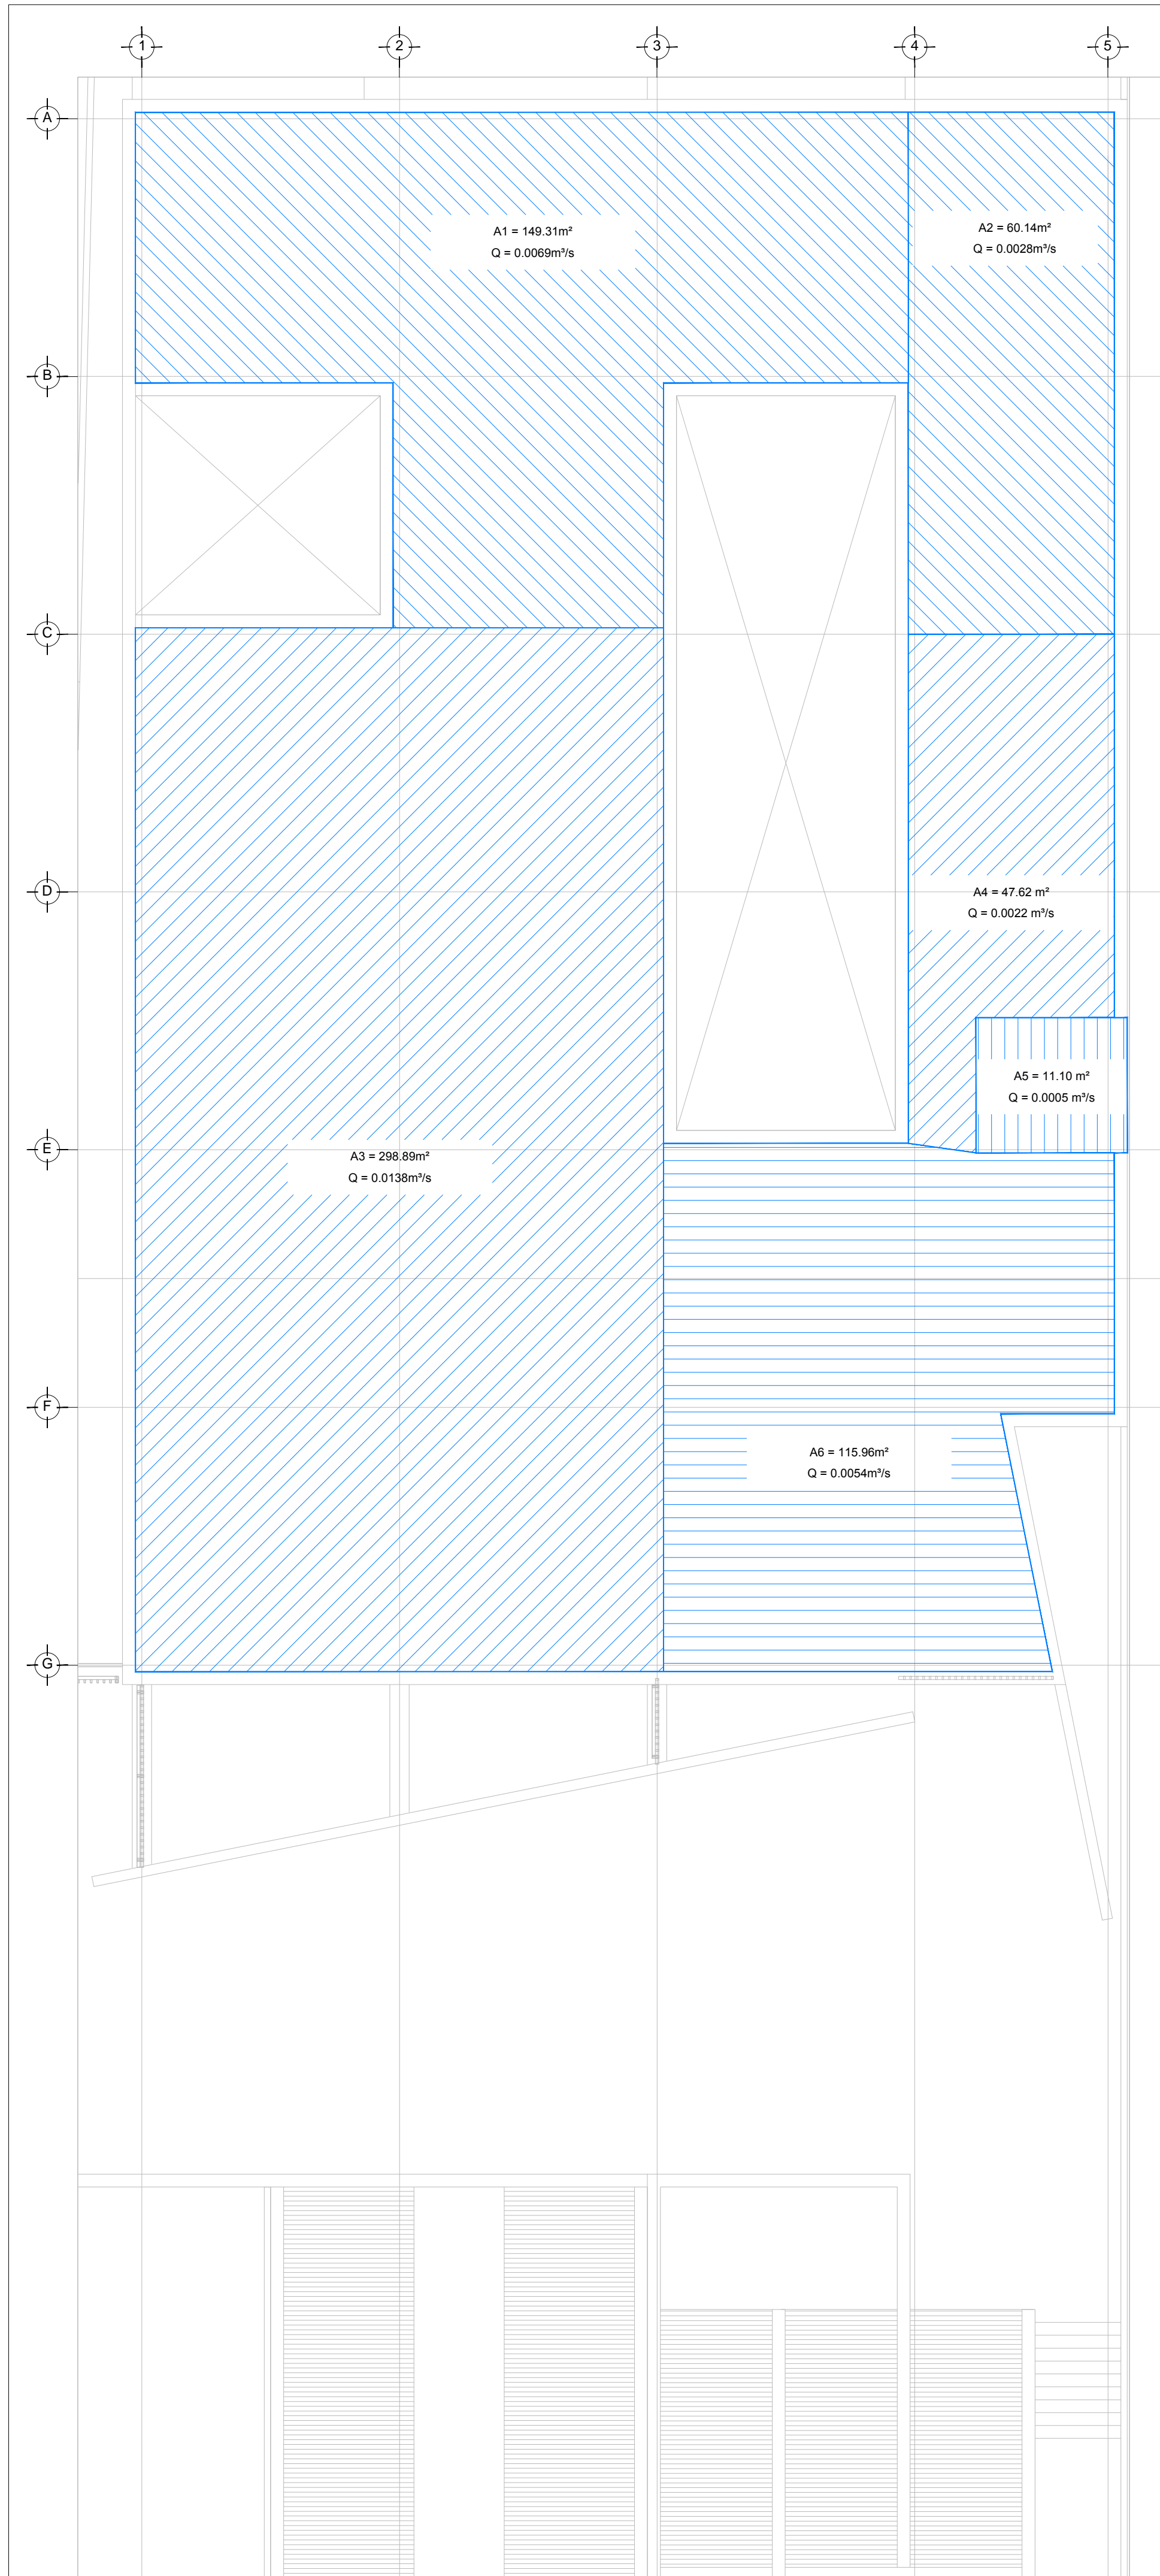 1
2
3
4
5
A
A1 = 149.31m²
Q = 0.0069m³/s
A2 = 60.14m²
Q = 0.0028m³/s
B
C
D
A4 = 47.62 m²
Q = 0.0022 m³/s
A5 = 11.10 m²
Q = 0.0005 m³/s
E
A3 = 298.89m²
Q = 0.0138m³/s
F
A6 = 115.96m²
Q = 0.0054m³/s
G